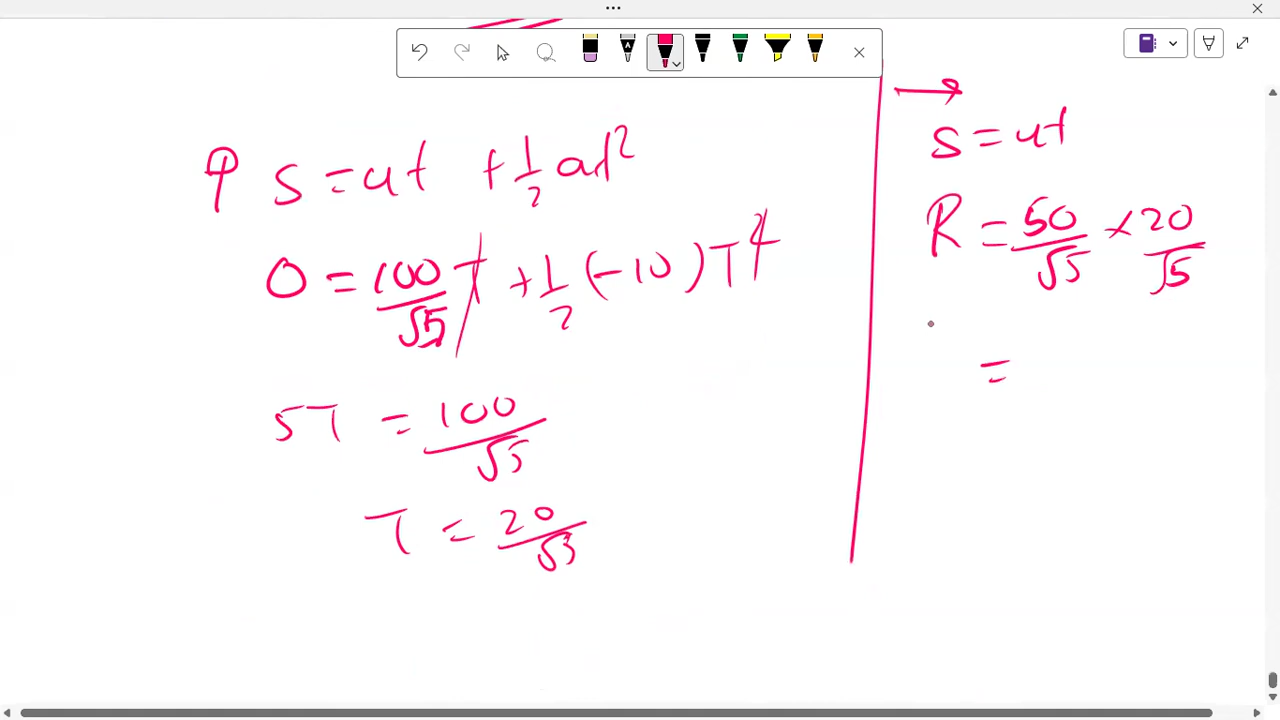 ↑ S = ut + 1/2 at²
0 = 100/√5 T + 1/2 (-10) T²
5T = 100/√5
T = 20/√5
→
s = ut
R = 50/√5 × 20/√5
=